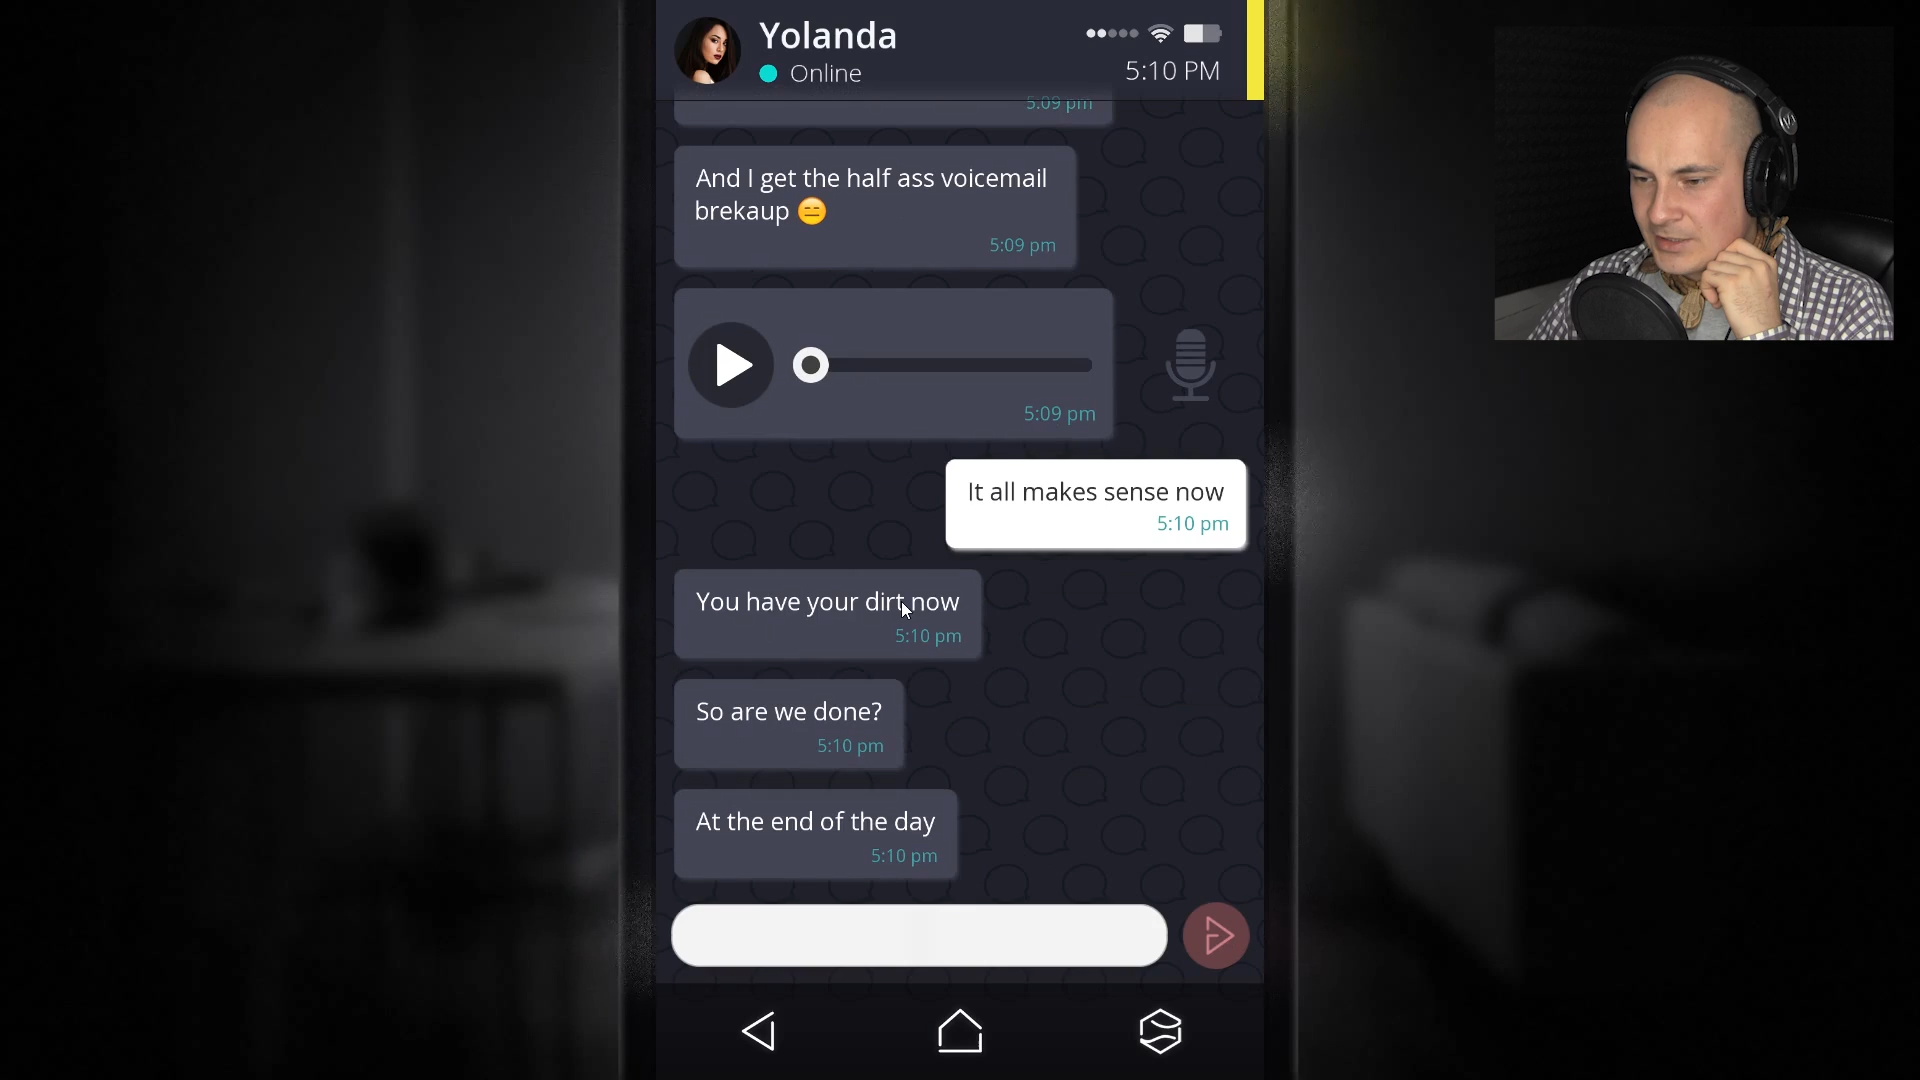 Yolanda
Online
5:10 PM
5:09 pm
And I get the half ass voicemail
brekaup 😑
5:09 pm
5:09 pm
It all makes sense now
5:10 pm
You have your dirt now
5:10 pm
So are we done?
5:10 pm
At the end of the day
5:10 pm